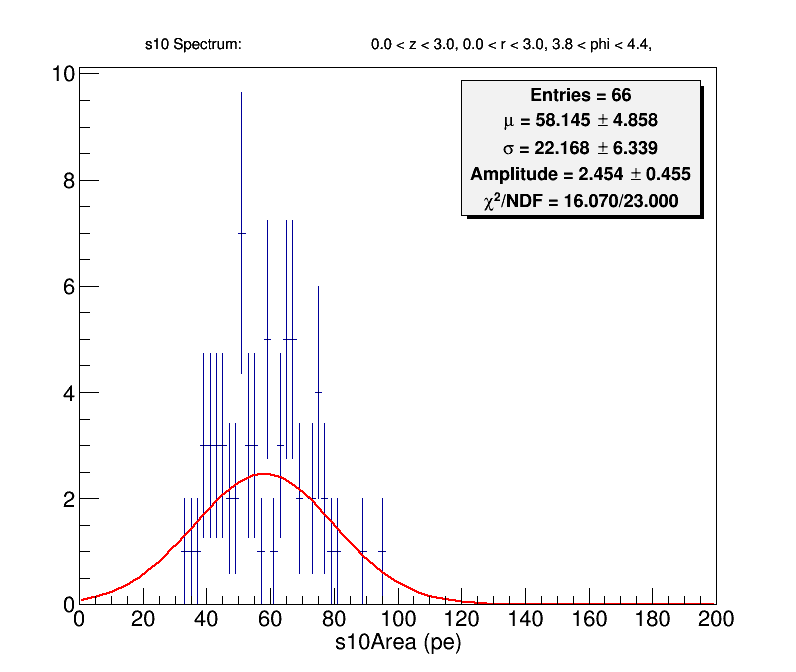 s10 Spectrum: 0.0 < z < 3.0, 0.0 < r < 3.0, 3.8 < phi < 4.4,
Entries = 66
μ = 58.145 ± 4.858
σ = 22.168 ± 6.339
Amplitude = 2.454 ± 0.455
χ²/NDF = 16.070/23.000
10
8
6
4
2
0
0 20 40 60 80 100 120 140 160 180 200
s10Area (pe)